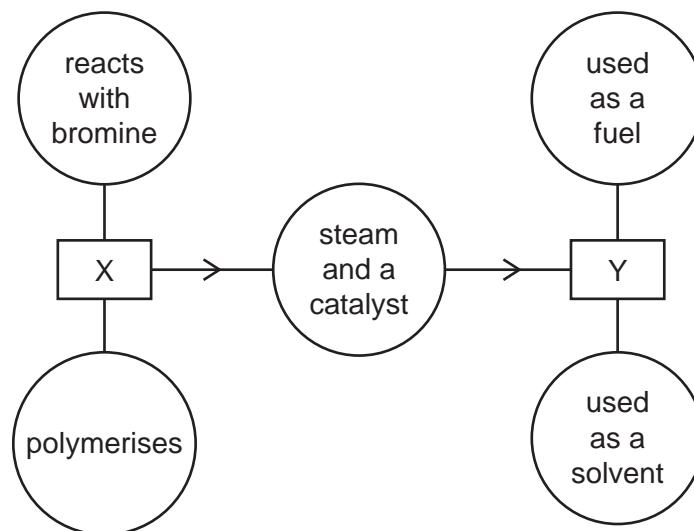 reacts
with
bromine
used
as a
fuel
X
steam
and a
catalyst
Y
polymerises
used
as a
solvent